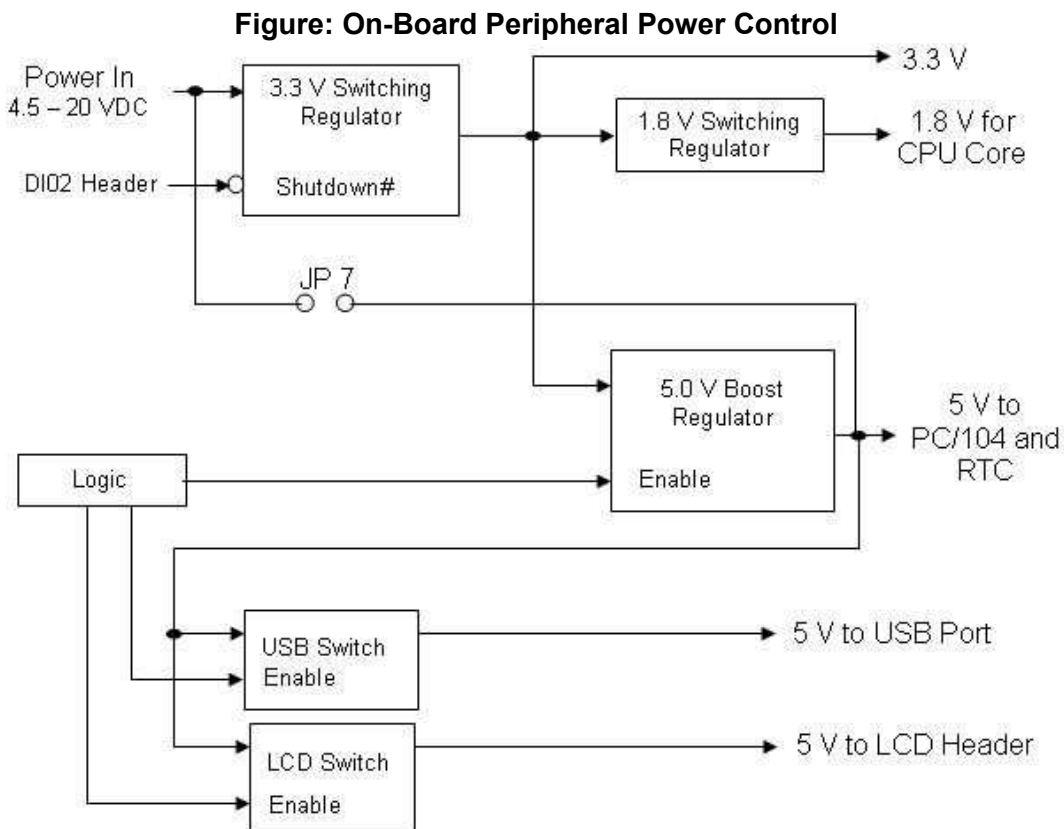 Figure: On-Board Peripheral Power Control
Power In
4.5 – 20 VDC
3.3 V Switching
Regulator
Shutdown#
DI02 Header
3.3 V
1.8 V Switching
Regulator
1.8 V for
CPU Core
JP 7
5.0 V Boost
Regulator
Enable
5 V to
PC/104 and
RTC
Logic
USB Switch
Enable
5 V to USB Port
LCD Switch
Enable
5 V to LCD Header